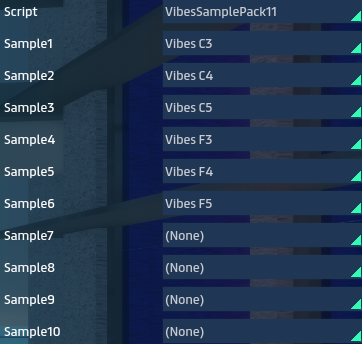 Script VibesSamplePack11
Sample1 Vibes C3
Sample2 Vibes C4
Sample3 Vibes C5
Sample4 Vibes F3
Sample5 Vibes F4
Sample6 Vibes F5
Sample7 (None)
Sample8 (None)
Sample9 (None)
Sample10 (None)